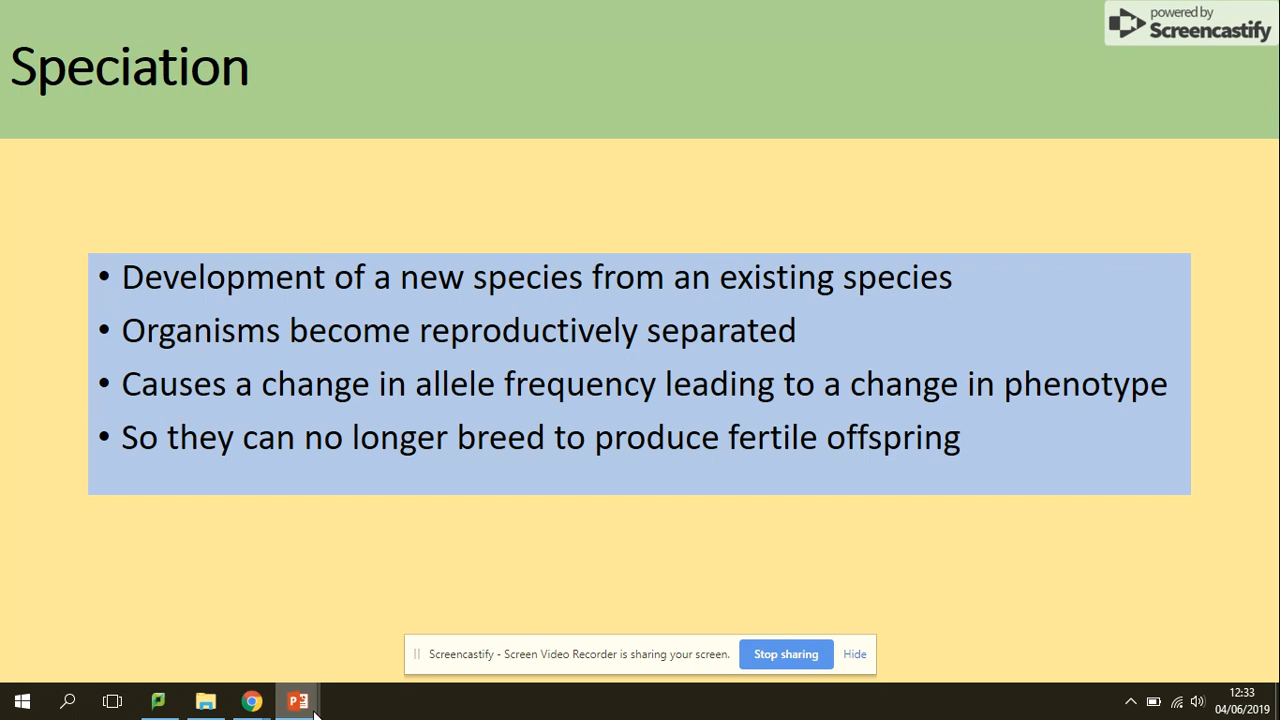 powered by
Screencastify
Speciation
• Development of a new species from an existing species
• Organisms become reproductively separated
• Causes a change in allele frequency leading to a change in phenotype
• So they can no longer breed to produce fertile offspring
Screencastify - Screen Video Recorder is sharing your screen. Stop sharing Hide
12:33
04/06/2019